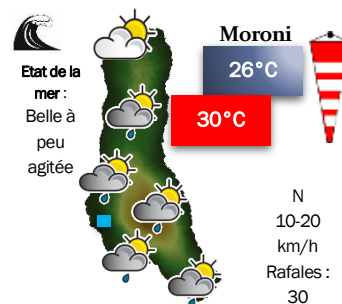 Moroni
26°C
30°C
Etat de la
mer :
Belle à
peu
agitée
N
10-20
km/h
Rafales :
30